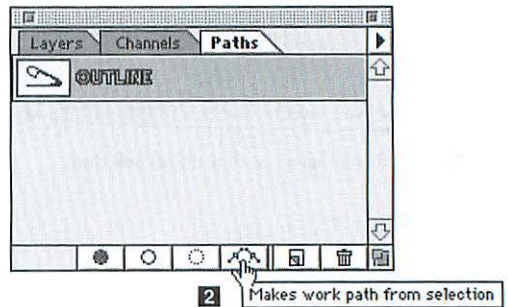 Layers Channels Paths
OUTLINE
2 Makes work path from selection